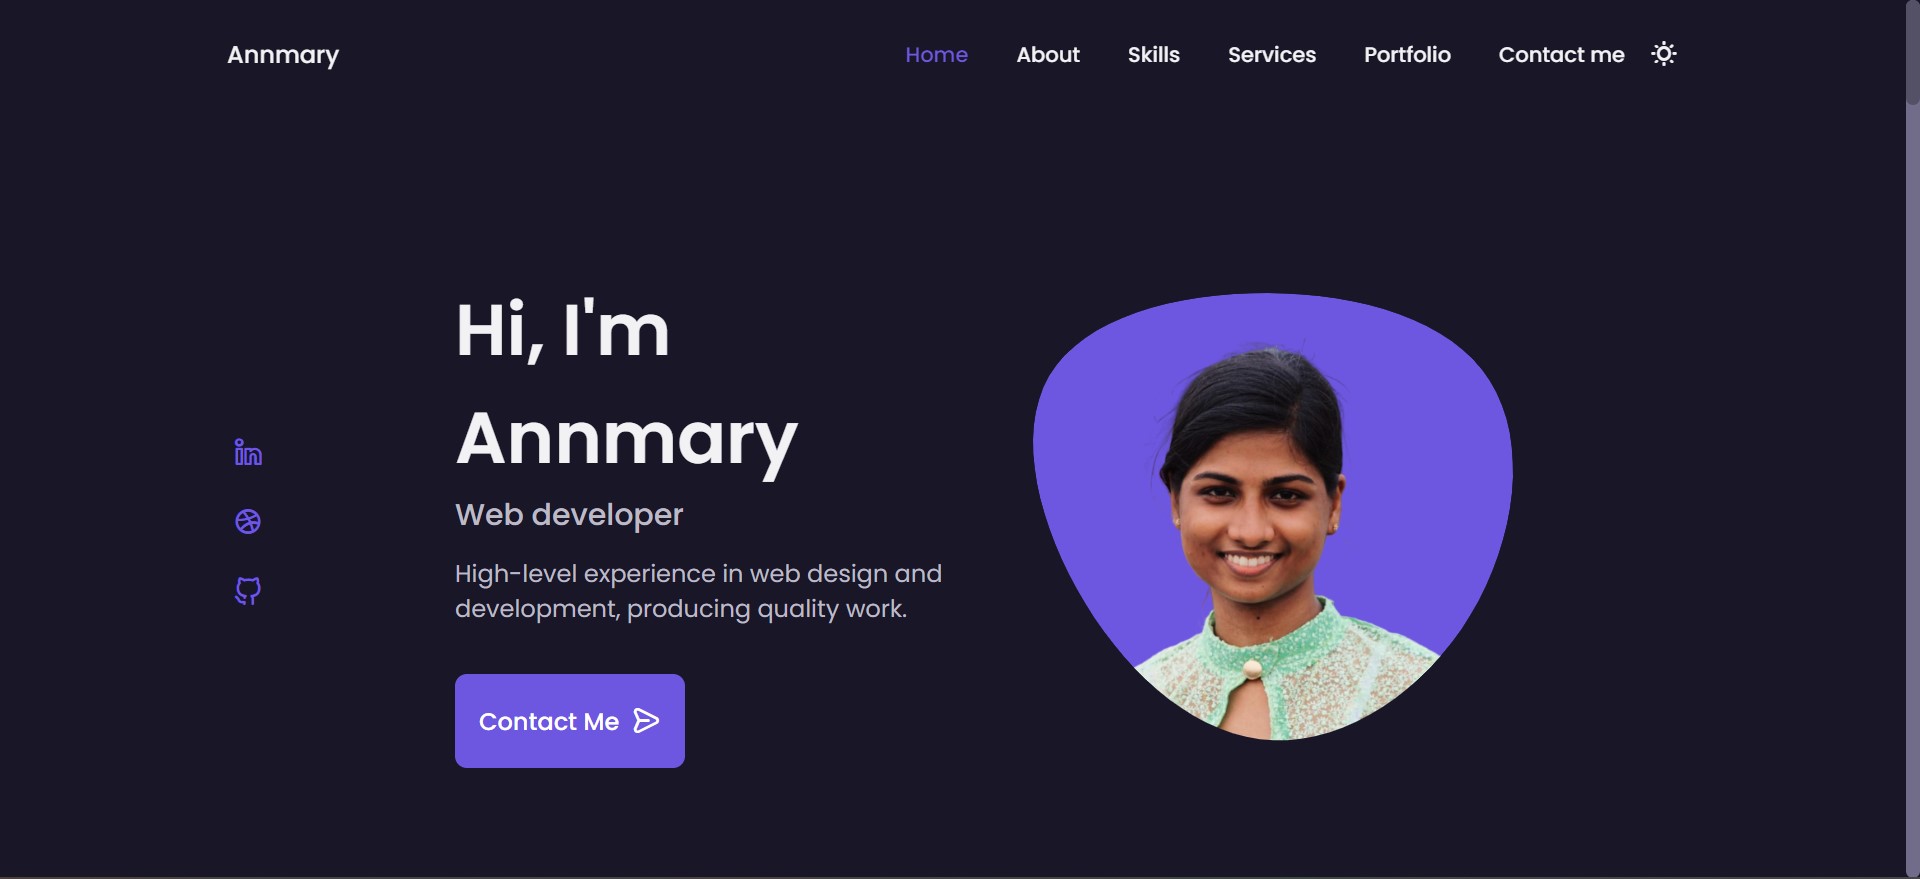 Annmary
Home About Skills Services Portfolio Contact me
Hi, I'm
Annmary
Web developer
High-level experience in web design and
development, producing quality work.
Contact Me